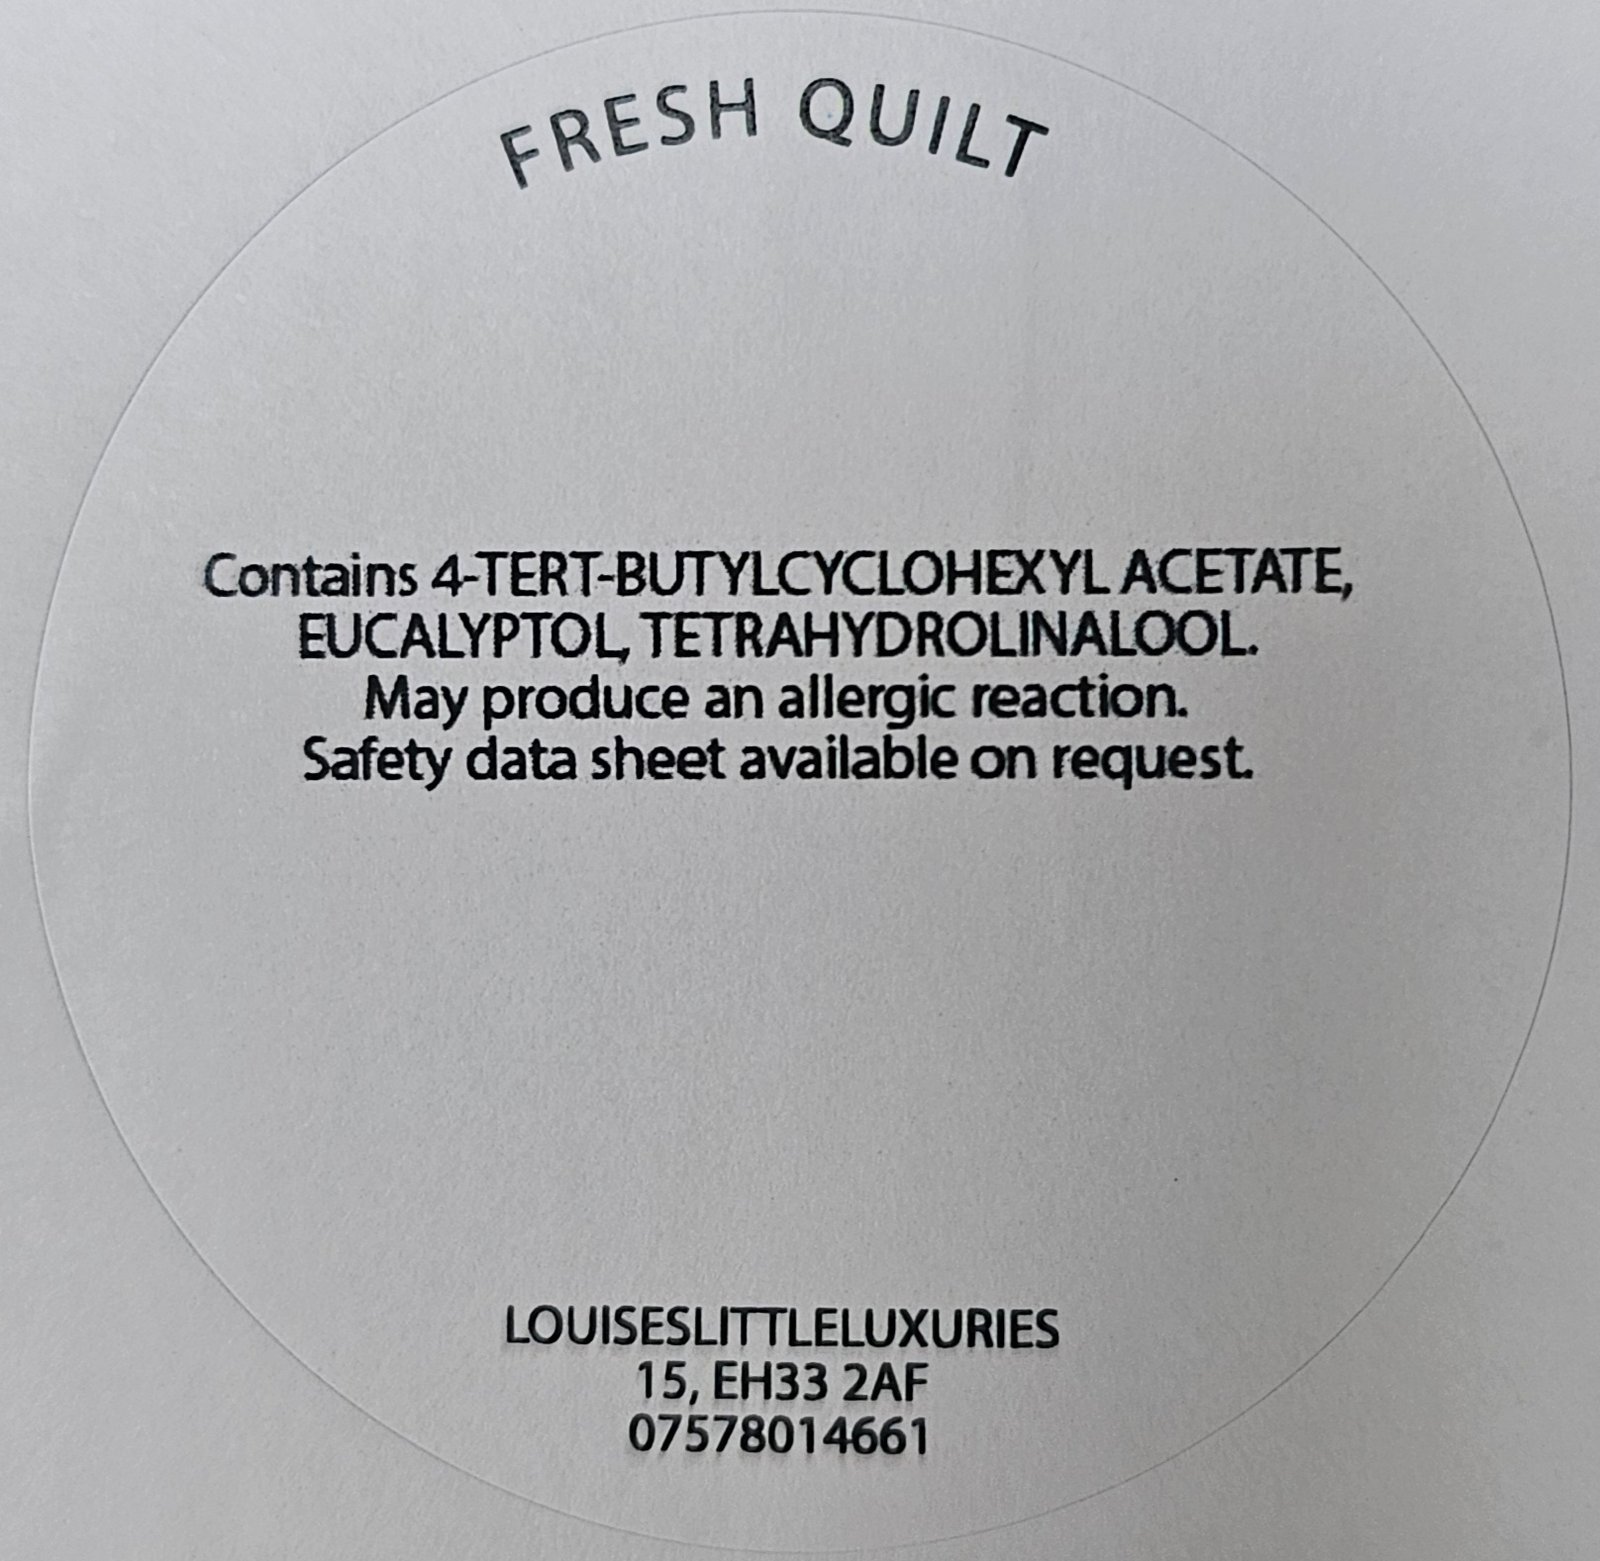 FRESH QUILT
Contains 4-TERT-BUTYLCYCLOHEXYL ACETATE,
EUCALYPTOL, TETRAHYDROLINALOOL.
May produce an allergic reaction.
Safety data sheet available on request.
LOUISESLITTLELUXURIES
15, EH33 2AF
07578014661